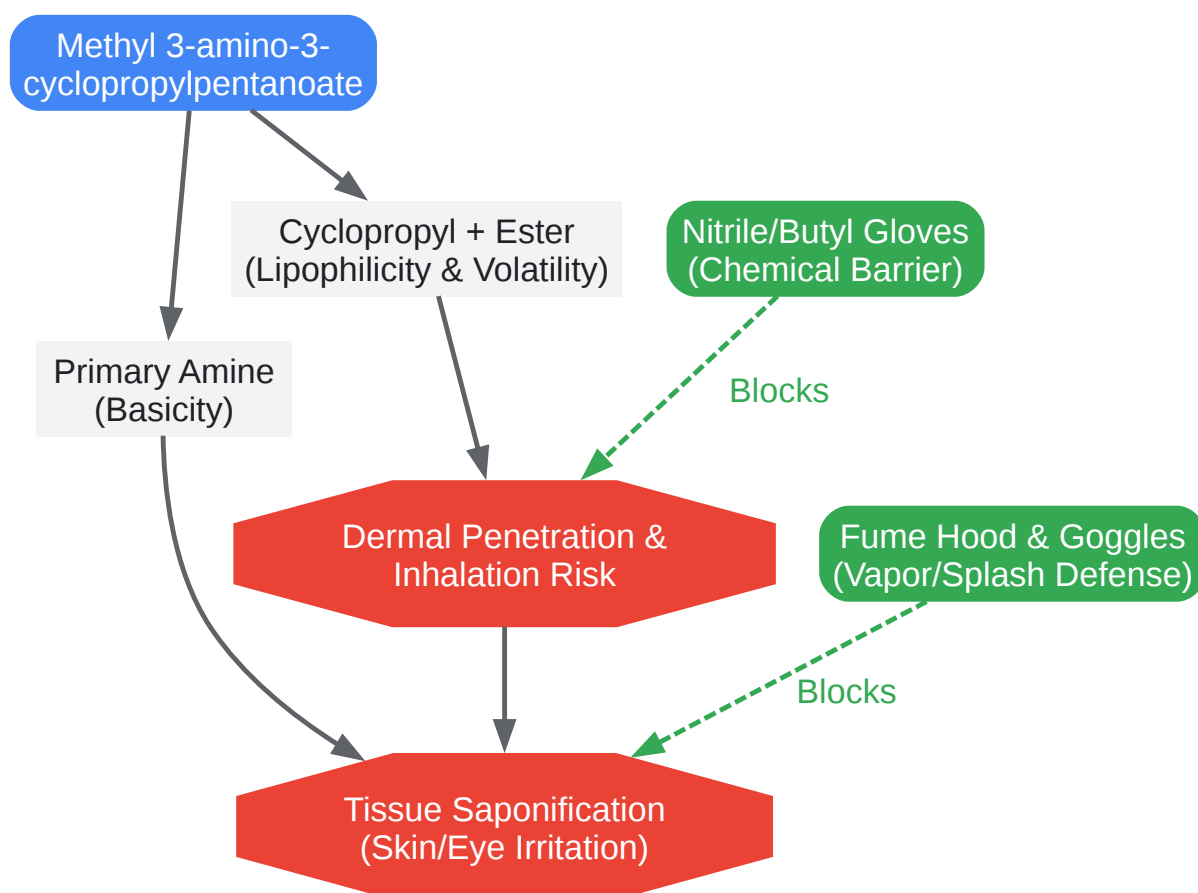 Methyl 3-amino-3-
cyclopropylpentanoate
Cyclopropyl + Ester
(Lipophilicity & Volatility)
Nitrile/Butyl Gloves
(Chemical Barrier)
Primary Amine
(Basicity)
Blocks
Dermal Penetration &
Inhalation Risk
Fume Hood & Goggles
(Vapor/Splash Defense)
Blocks
Tissue Saponification
(Skin/Eye Irritation)